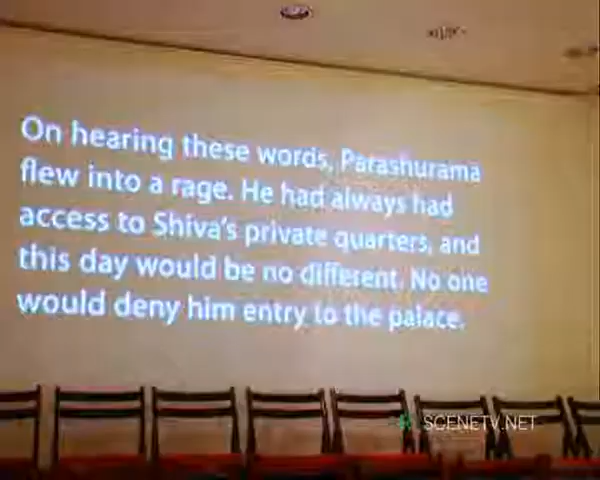 On hearing these words, Parashurama
flew into a rage. He had always had
access to Shiva's private quarters, and
this day would be no different. No one
would deny him entry to the palace.
SCENETV.NET